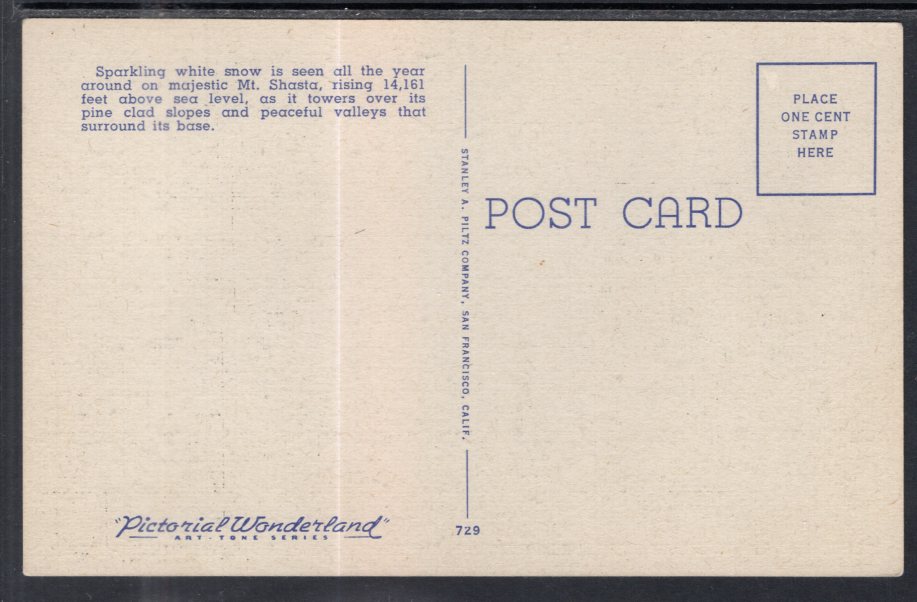 Sparkling white snow is seen all the year
around on majestic Mt. Shasta, rising 14,161
feet above sea level, as it towers over its
pine clad slopes and peaceful valleys that
surround its base.
STANLEY A. PILTZ COMPANY, SAN FRANCISCO, CALIF.
POST CARD
PLACE
ONE CENT
STAMP
HERE
"Pictorial Wonderland"
ART-TONE SERIES
729